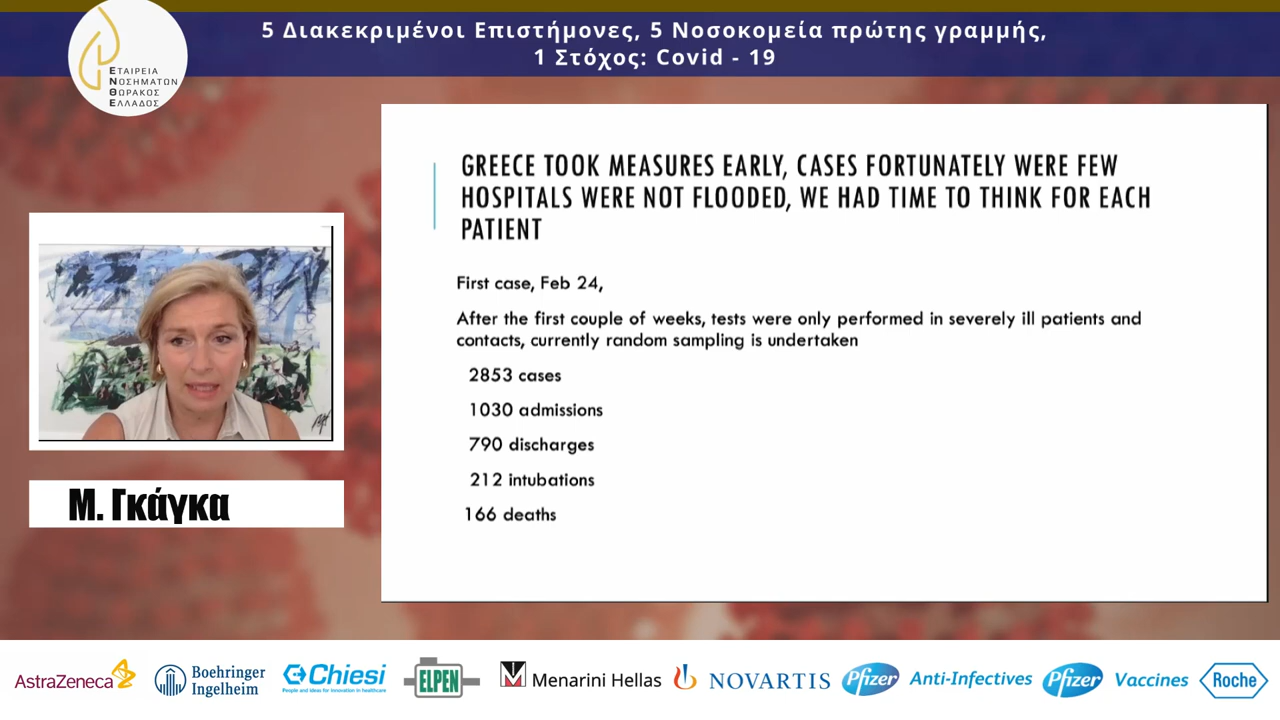 5 Διακεκριμένοι Επιστήμονες, 5 Νοσοκομεία πρώτης γραμμής,
1 Στόχος: Covid - 19
ΕΤΑΙΡΕΙΑ
ΝΟΣΗΜΑΤΩΝ
ΘΩΡΑΚΟΣ
ΕΛΛΑΔΟΣ
GREECE TOOK MEASURES EARLY, CASES FORTUNATELY WERE FEW
HOSPITALS WERE NOT FLOODED, WE HAD TIME TO THINK FOR EACH
PATIENT
First case, Feb 24,
After the first couple of weeks, tests were only performed in severely ill patients and
contacts, currently random sampling is undertaken
2853 cases
1030 admissions
790 discharges
212 intubations
166 deaths
Μ. Γκάγκα
AstraZeneca
Boehringer
Ingelheim
Chiesi
People and ideas for innovation in healthcare
ELPEN
Menarini Hellas
NOVARTIS
Pfizer
Anti-Infectives
Pfizer
Vaccines
Roche